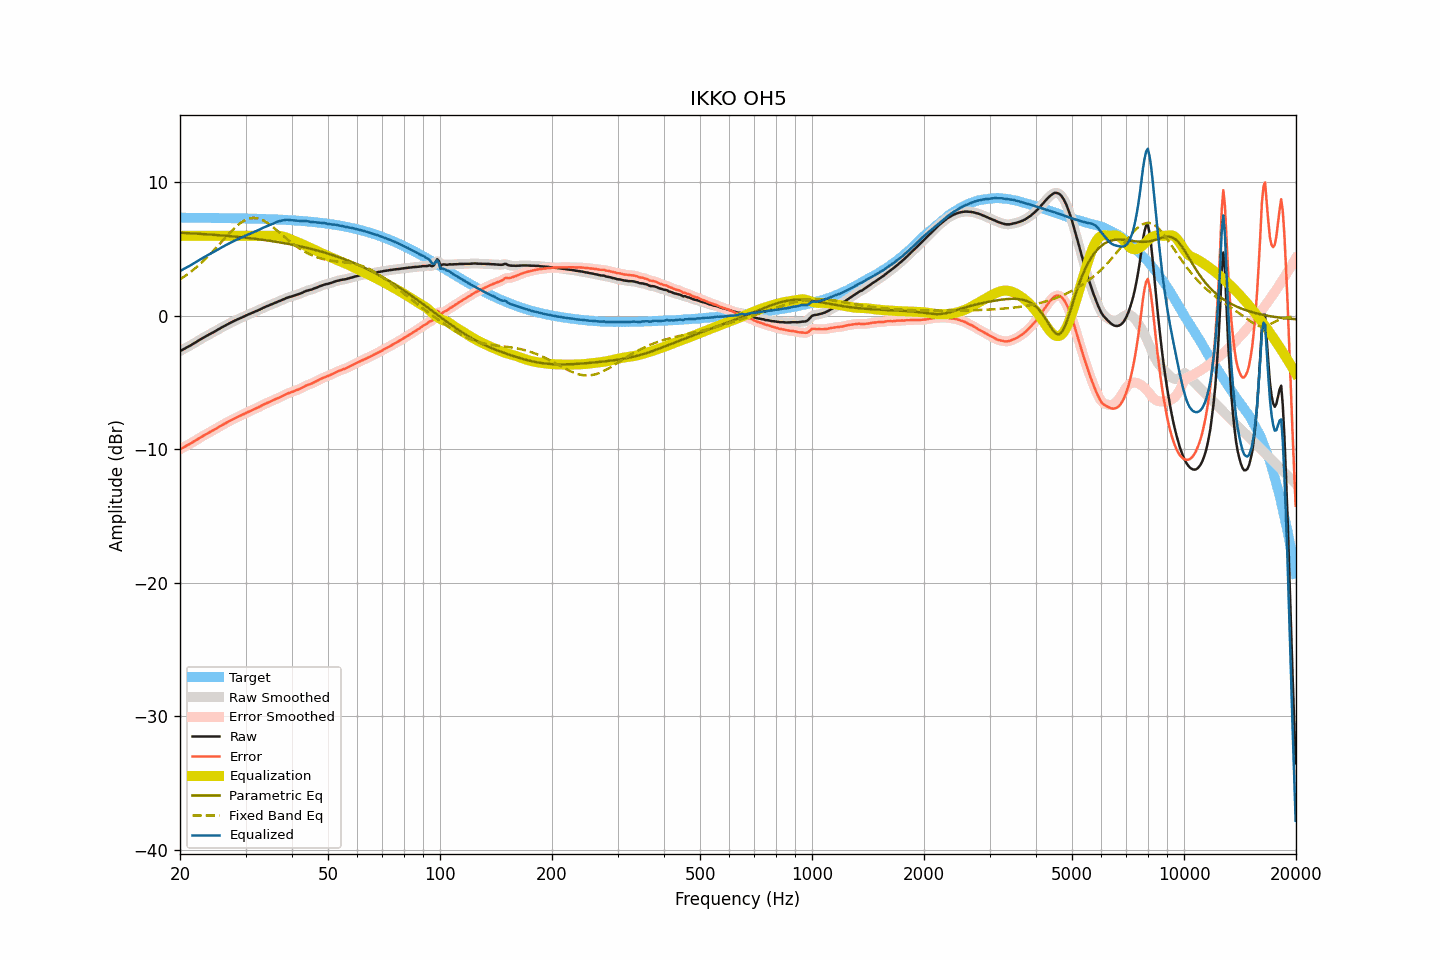 IKKO OH5
Amplitude (dBr)
10
0
−10
−20
−30
−40
Target
Raw Smoothed
Error Smoothed
Raw
Error
Equalization
Parametric Eq
Fixed Band Eq
Equalized
20 50 100 200 500 1000 2000 5000 10000 20000
Frequency (Hz)